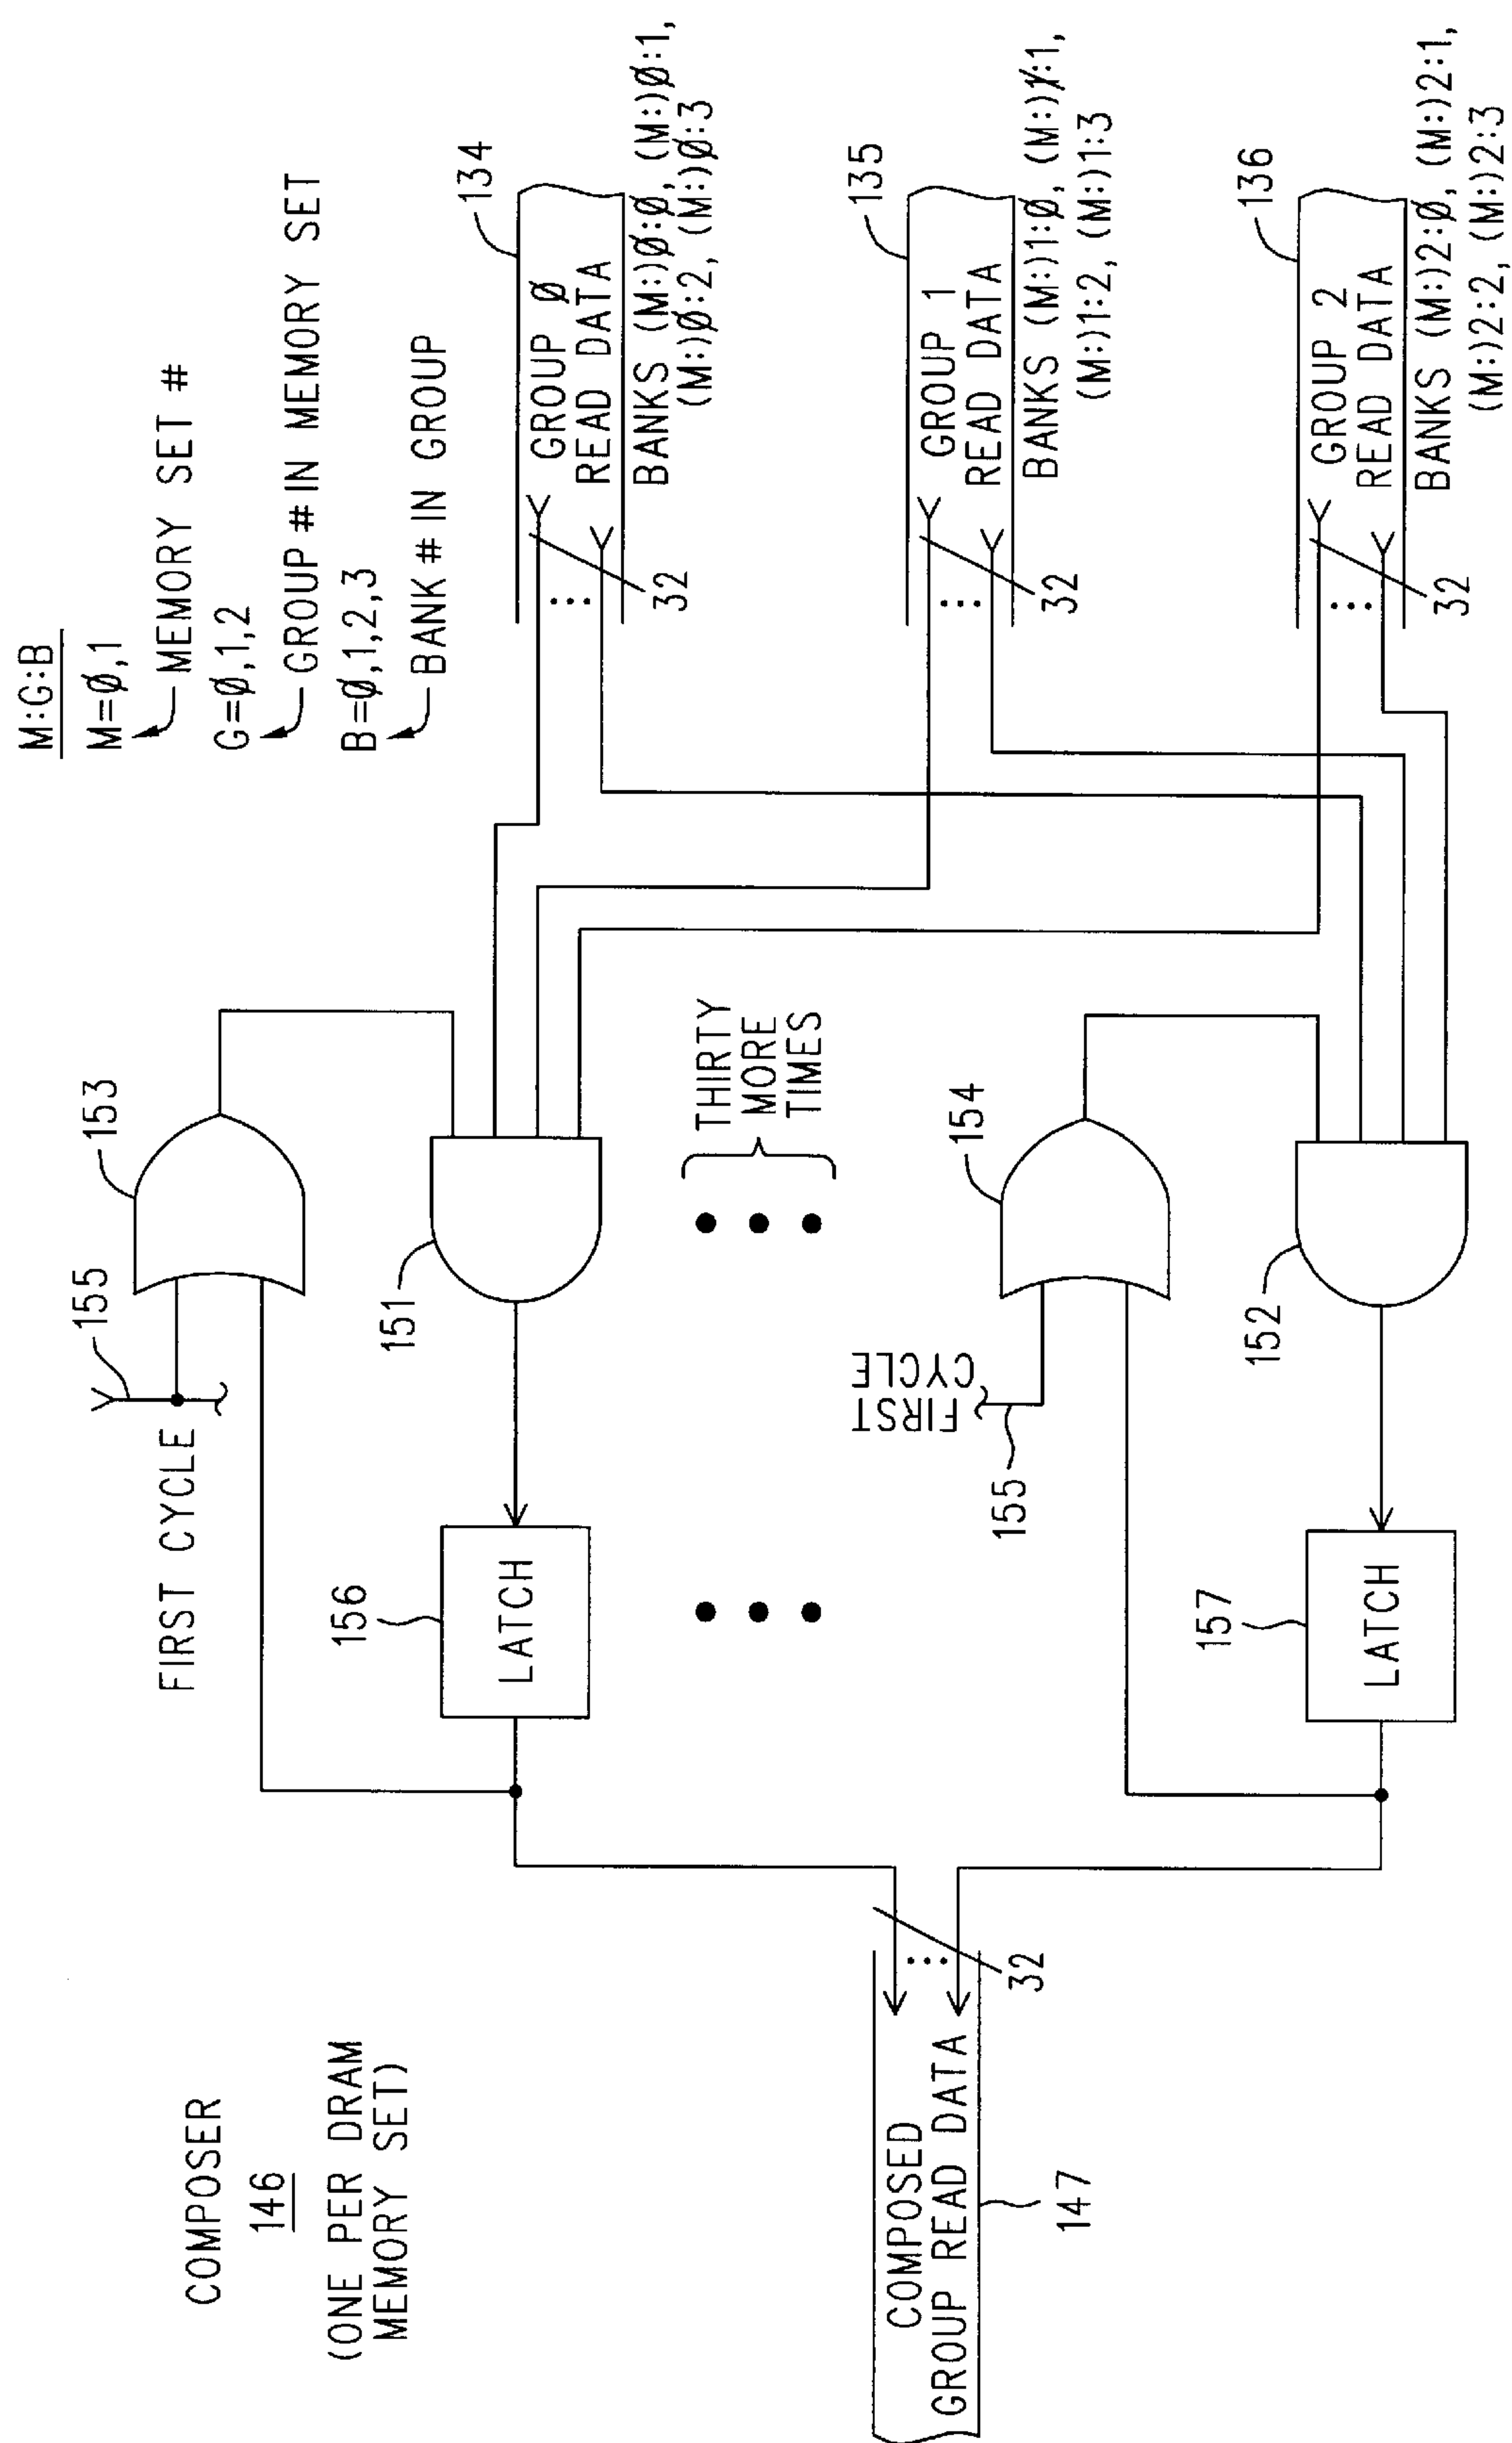 COMPOSER
146
(ONE PER DRAM
MEMORY SET)
M:G:B
M=Ø,1
MEMORY SET #
G=Ø,1,2
GROUP # IN MEMORY SET
B=Ø,1,2,3
BANK # IN GROUP
FIRST CYCLE
155
153
156
LATCH
151
134
GROUP Ø
READ DATA
32
BANKS (M:)Ø:Ø, (M:)Ø:1,
(M:)Ø:2, (M:)Ø:3
THIRTY
MORE
TIMES
135
GROUP 1
READ DATA
32
BANKS (M:)1:Ø, (M:)1:1,
(M:)1:2, (M:)1:3
COMPOSED
GROUP READ DATA
32
147
FIRST
CYCLE
155
154
157
LATCH
152
136
GROUP 2
READ DATA
32
BANKS (M:)2:Ø, (M:)2:1,
(M:)2:2, (M:)2:3